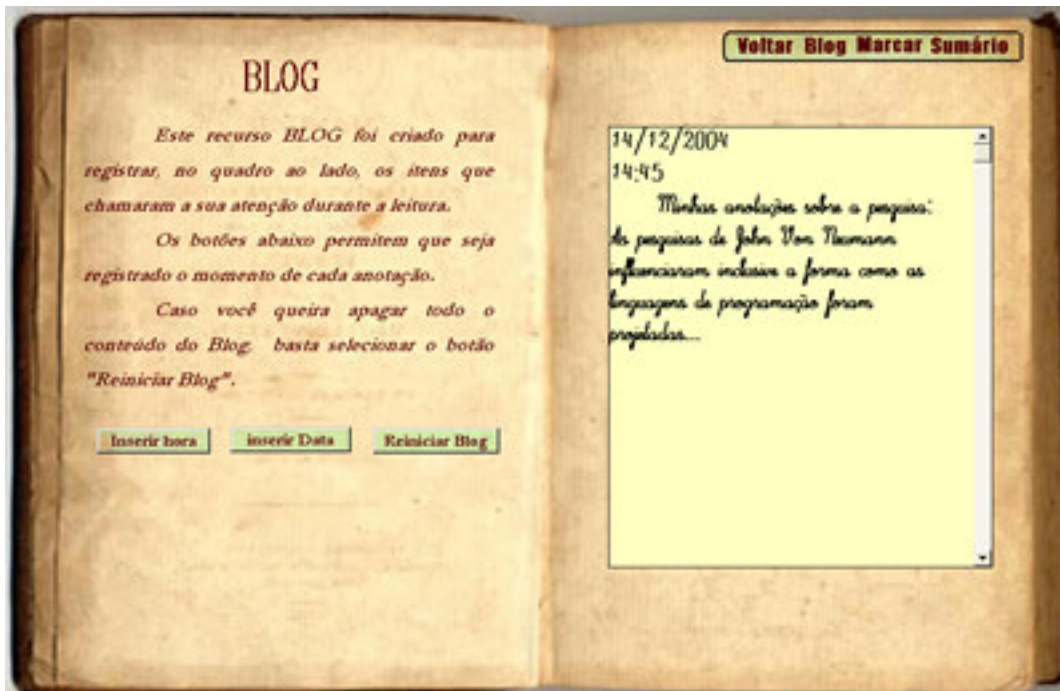 BLOG
Este recurso BLOG foi criado para
registrar, no quadro ao lado, os itens que
chamaram a sua atenção durante a leitura.
Os botões abaixo permitem que seja
registrado o momento de cada anotação.
Caso você queira apagar todo o
conteúdo do Blog, basta selecionar o botão
"Reiniciar Blog".
Inserir hora inserir Data Reiniciar Blog
Voltar Blog Marcar Sumário
14/12/2004
14:45
Minhas anotações sobre a pesquisa:
As pesquisas de John Von Neumann
influenciaram inclusive a forma como as
linguagens de programação foram
projetadas...